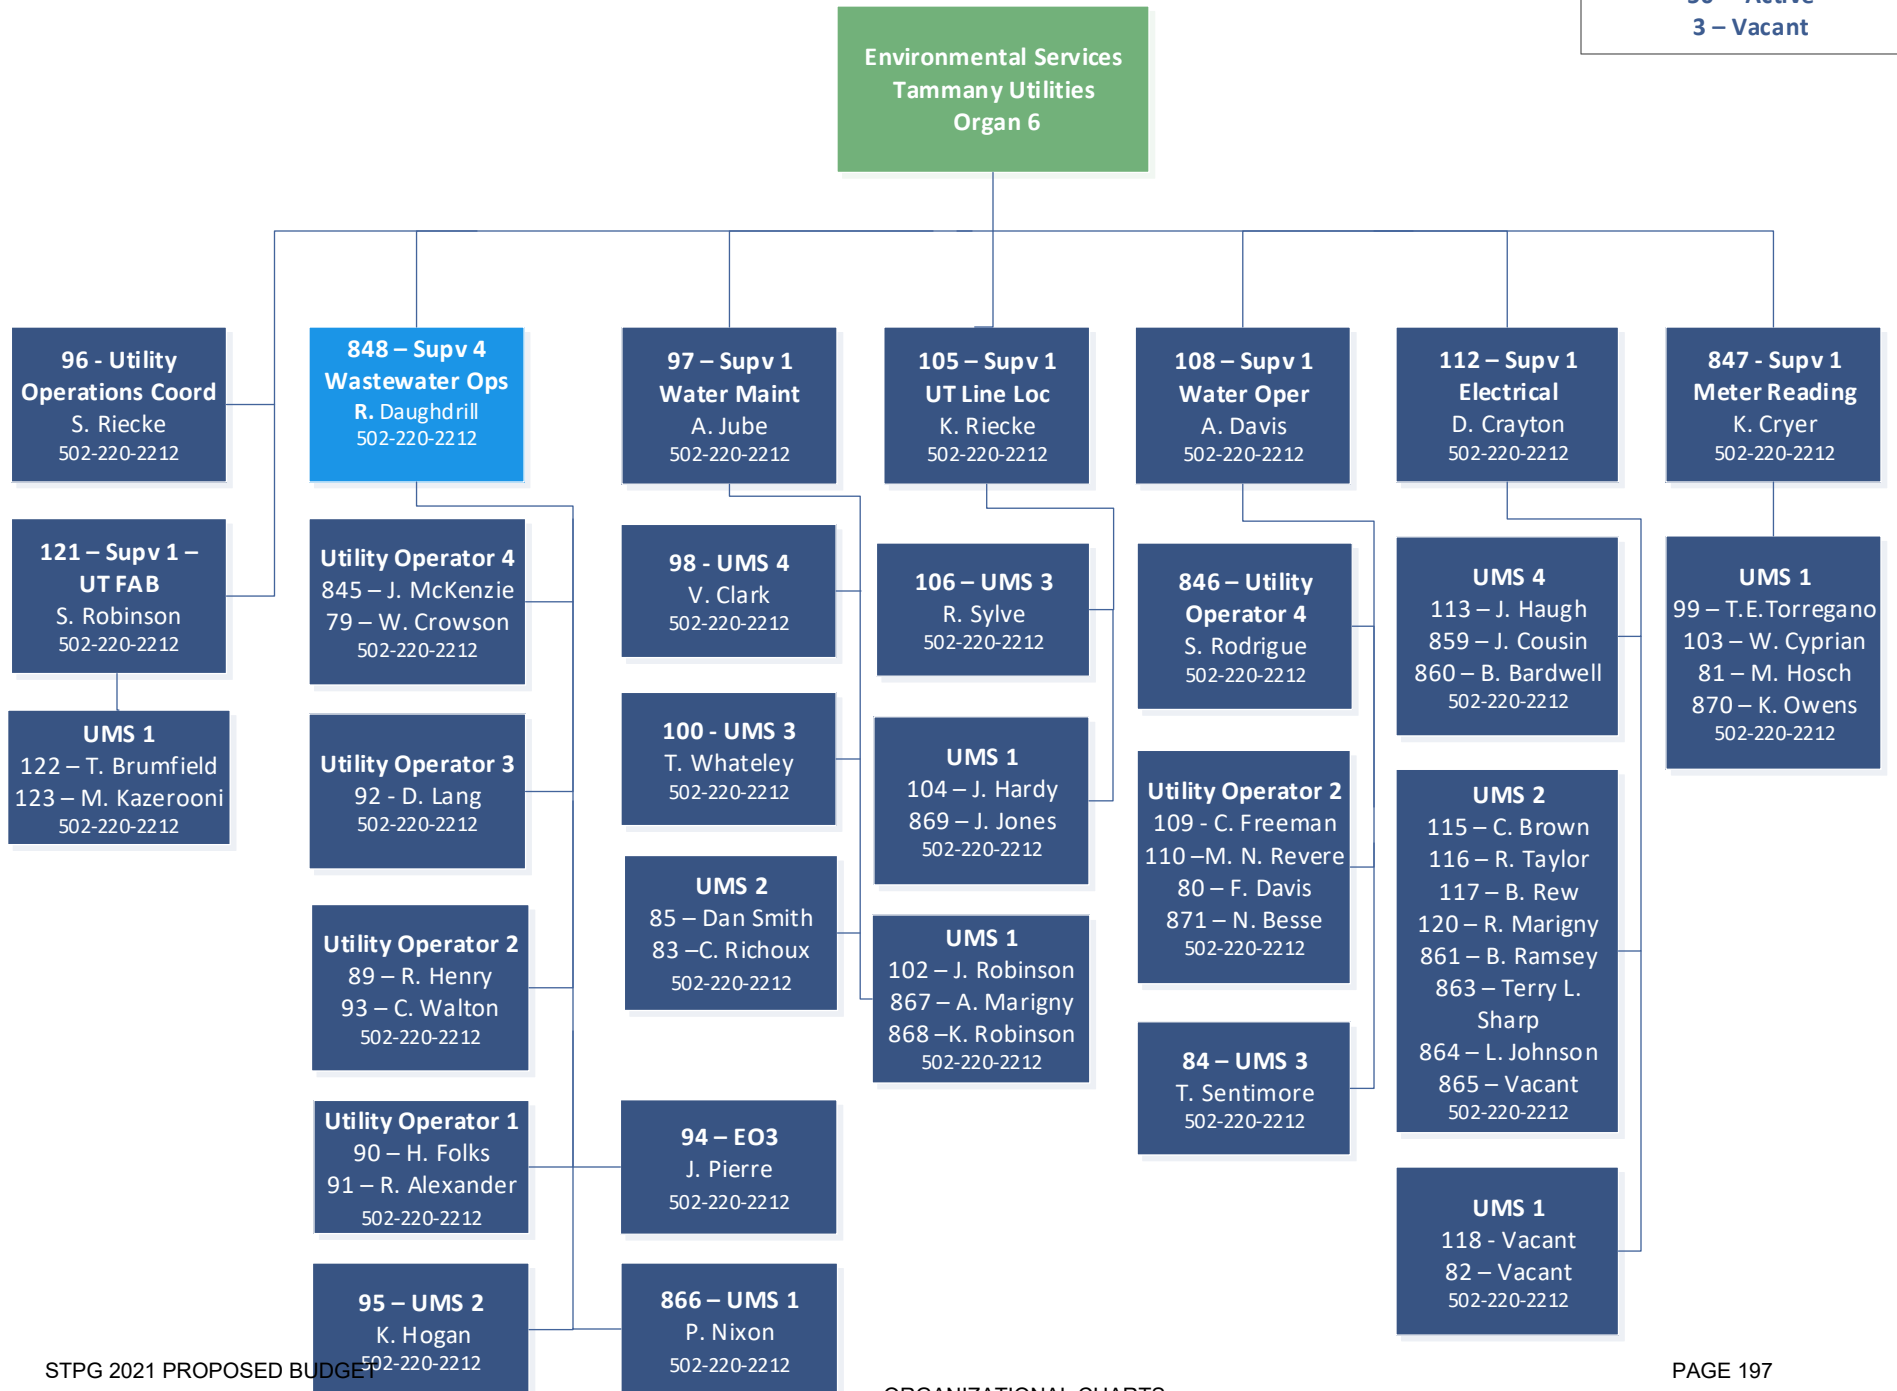 3 – Vacant
Environmental Services
Tammany Utilities
Organ 6
96 - Utility
Operations Coord
S. Riecke
502-220-2212
121 – Supv 1 –
UT FAB
S. Robinson
502-220-2212
UMS 1
122 – T. Brumfield
123 – M. Kazerooni
502-220-2212
848 – Supv 4
Wastewater Ops
R. Daughdrill
502-220-2212
Utility Operator 4
845 – J. McKenzie
79 – W. Crowson
502-220-2212
Utility Operator 3
92 - D. Lang
502-220-2212
Utility Operator 2
89 – R. Henry
93 – C. Walton
502-220-2212
Utility Operator 1
90 – H. Folks
91 – R. Alexander
502-220-2212
95 – UMS 2
K. Hogan
502-220-2212
94 – EO3
J. Pierre
502-220-2212
866 – UMS 1
P. Nixon
502-220-2212
97 – Supv 1
Water Maint
A. Jube
502-220-2212
98 - UMS 4
V. Clark
502-220-2212
100 - UMS 3
T. Whateley
502-220-2212
UMS 2
85 – Dan Smith
83 –C. Richoux
502-220-2212
UMS 1
102 – J. Robinson
867 – A. Marigny
868 –K. Robinson
502-220-2212
105 – Supv 1
UT Line Loc
K. Riecke
502-220-2212
106 – UMS 3
R. Sylve
502-220-2212
UMS 1
104 – J. Hardy
869 – J. Jones
502-220-2212
108 – Supv 1
Water Oper
A. Davis
502-220-2212
846 – Utility
Operator 4
S. Rodrigue
502-220-2212
Utility Operator 2
109 - C. Freeman
110 –M. N. Revere
80 – F. Davis
871 – N. Besse
502-220-2212
84 – UMS 3
T. Sentimore
502-220-2212
112 – Supv 1
Electrical
D. Crayton
502-220-2212
UMS 4
113 – J. Haugh
859 – J. Cousin
860 – B. Bardwell
502-220-2212
UMS 2
115 – C. Brown
116 – R. Taylor
117 – B. Rew
120 – R. Marigny
861 – B. Ramsey
863 – Terry L.
Sharp
864 – L. Johnson
865 – Vacant
502-220-2212
UMS 1
118 - Vacant
82 – Vacant
502-220-2212
847 - Supv 1
Meter Reading
K. Cryer
502-220-2212
UMS 1
99 – T.E.Torregano
103 – W. Cyprian
81 – M. Hosch
870 – K. Owens
502-220-2212
STPG 2021 PROPOSED BUDGET
PAGE 197
ORGANIZATIONAL CHARTS